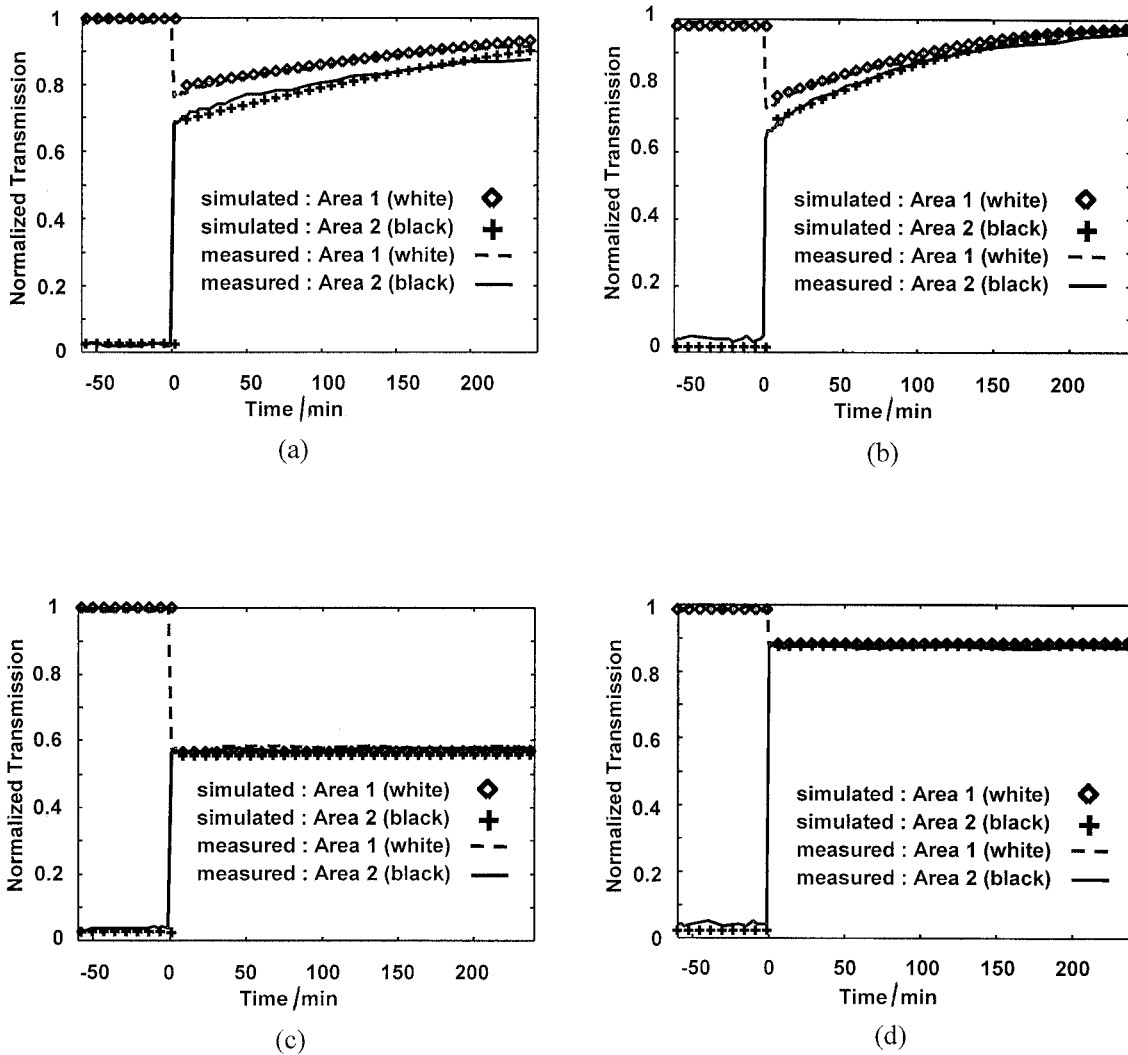 Normalized Transmission
1
0.8
0.6
0.4
0.2
0
simulated : Area 1 (white)
simulated : Area 2 (black)
measured : Area 1 (white)
measured : Area 2 (black)
-50 0 50 100 150 200
Time /min
(a)
Normalized Transmission
1
0.8
0.6
0.4
0.2
0
simulated : Area 1 (white)
simulated : Area 2 (black)
measured : Area 1 (white)
measured : Area 2 (black)
-50 0 50 100 150 200
Time /min
(b)
Normalized Transmission
1
0.8
0.6
0.4
0.2
0
simulated : Area 1 (white)
simulated : Area 2 (black)
measured : Area 1 (white)
measured : Area 2 (black)
-50 0 50 100 150 200
Time /min
(c)
Normalized Transmission
1
0.8
0.6
0.4
0.2
0
simulated : Area 1 (white)
simulated : Area 2 (black)
measured : Area 1 (white)
measured : Area 2 (black)
-50 0 50 100 150 200
Time /min
(d)